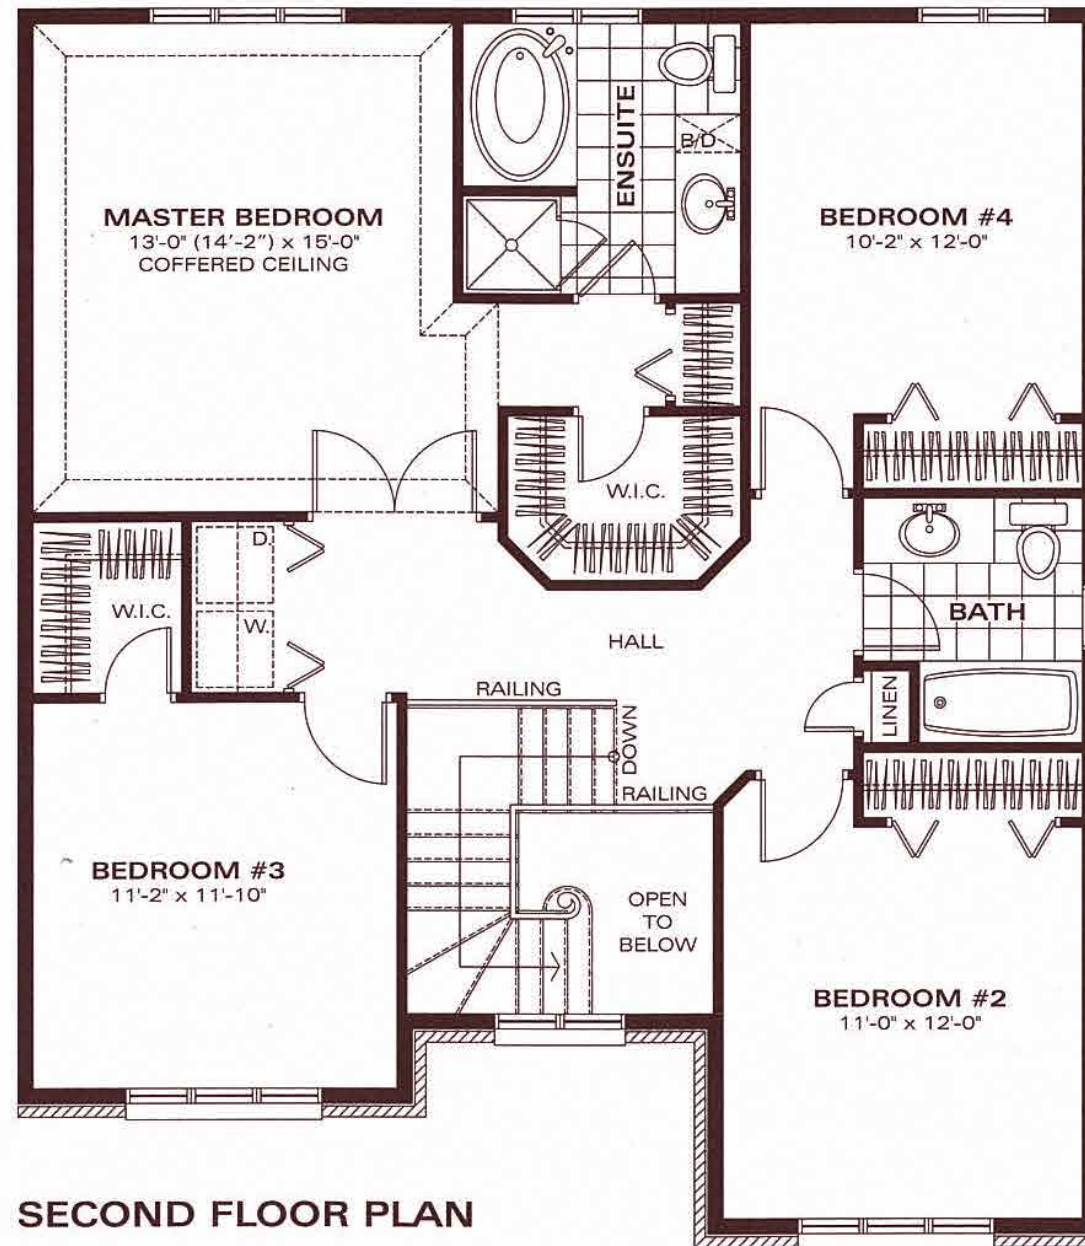 MASTER BEDROOM
13'-0" (14'-2") x 15'-0"
COFFERED CEILING
ENSUITE
B/D
BEDROOM #4
10'-2" x 12'-0"
W.I.C.
D.
W.
W.I.C.
HALL
BATH
LINEN
RAILING
DOWN
RAILING
BEDROOM #3
11'-2" x 11'-10"
OPEN
TO
BELOW
BEDROOM #2
11'-0" x 12'-0"
SECOND FLOOR PLAN